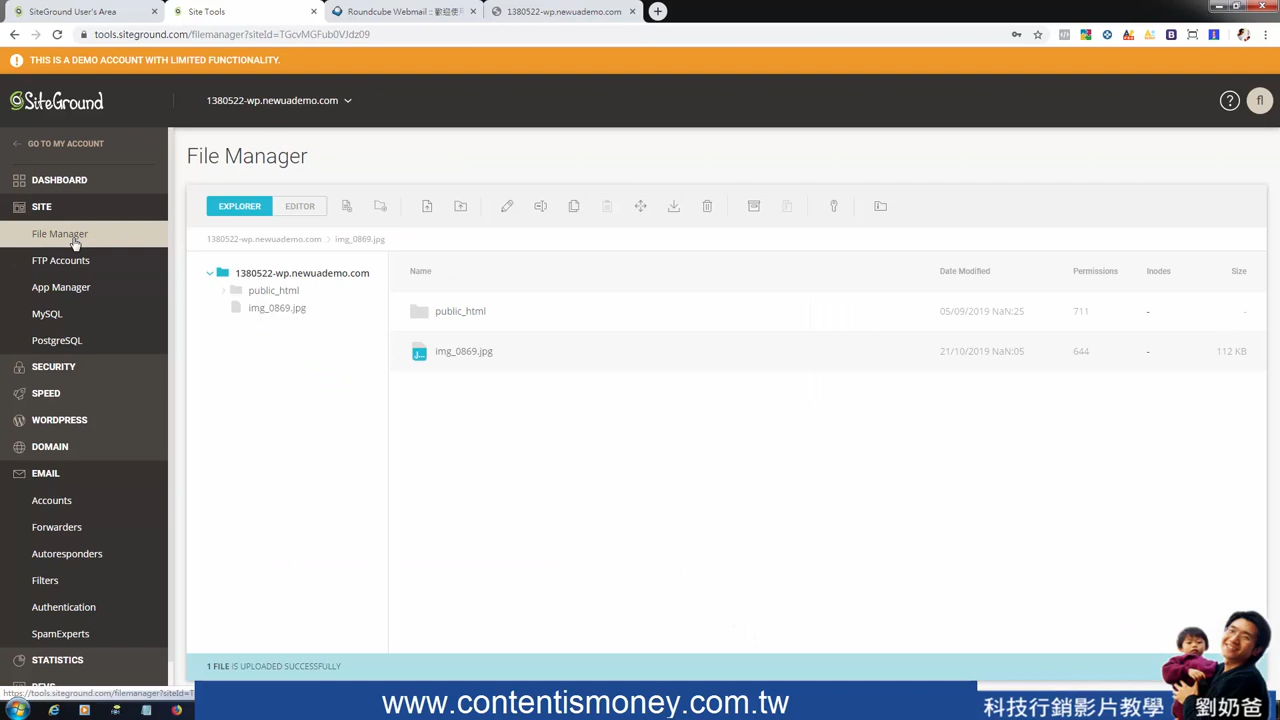 SiteGround User's Area
Site Tools
Roundcube Webmail :: 歡迎使用
1380522-wp.newuademo.com
tools.siteground.com/filemanager?siteId=TGcvMGFub0VJdz09
THIS IS A DEMO ACCOUNT WITH LIMITED FUNCTIONALITY.
SiteGround
1380522-wp.newuademo.com
fl
GO TO MY ACCOUNT
DASHBOARD
SITE
File Manager
FTP Accounts
App Manager
MySQL
PostgreSQL
SECURITY
SPEED
WORDPRESS
DOMAIN
EMAIL
Accounts
Forwarders
Autoresponders
Filters
Authentication
SpamExperts
STATISTICS
File Manager
EXPLORER EDITOR
1380522-wp.newuademo.com > img_0869.jpg
1380522-wp.newuademo.com
public_html
img_0869.jpg
Name Date Modified Permissions Inodes Size
public_html 05/09/2019 NaN:25 711 - -
J... img_0869.jpg 21/10/2019 NaN:05 644 - 112 KB
1 FILE IS UPLOADED SUCCESSFULLY
https://tools.siteground.com/filemanager?siteId=T
www.contentismoney.com.tw
科技行銷影片教學 劉奶爸